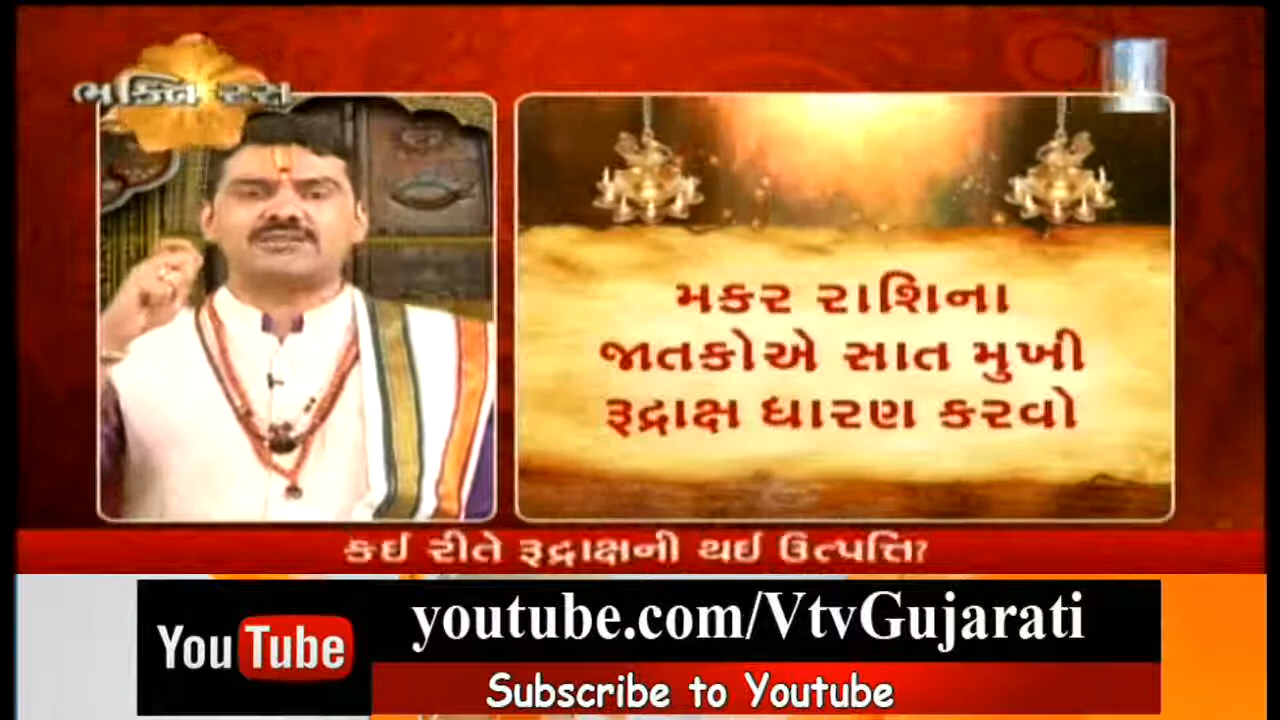 ભક્તિ રસ
મકર રાશિના
જાતકોએ સાત મુખી
રૂદ્રાક્ષ ધારણ કરવો
કઈ રીતે રૂદ્રાક્ષની થઈ ઉત્પત્તિ?
youtube.com/VtvGujarati
YouTube
Subscribe to Youtube